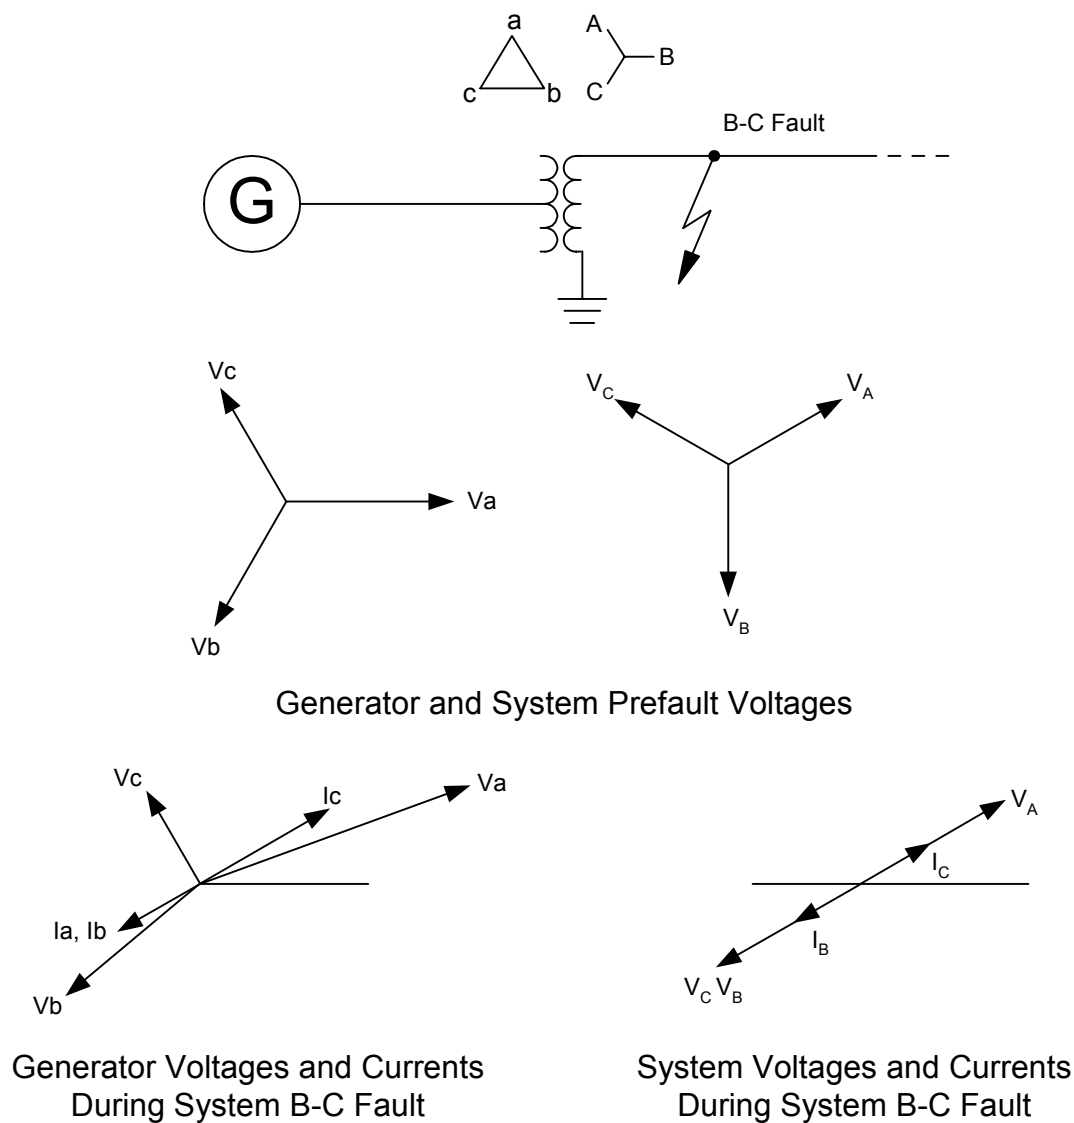 a
c
b
A
B
C
B-C Fault
G
Vc
Va
Vb
V_C
V_A
V_B
Generator and System Prefault Voltages
Vc
Ic
Va
Ia, Ib
Vb
V_A
I_C
I_B
V_C V_B
Generator Voltages and Currents
During System B-C Fault
System Voltages and Currents
During System B-C Fault